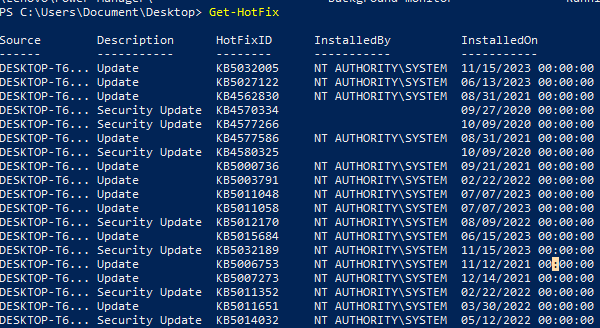 PS C:\Users\Document\Desktop> Get-HotFix
Source Description HotFixID InstalledBy InstalledOn
------ ----------- -------- ----------- -----------
DESKTOP-T6... Update KB5032005 NT AUTHORITY\SYSTEM 11/15/2023 00:00:00
DESKTOP-T6... Update KB5027122 NT AUTHORITY\SYSTEM 06/13/2023 00:00:00
DESKTOP-T6... Update KB4562830 NT AUTHORITY\SYSTEM 08/31/2021 00:00:00
DESKTOP-T6... Security Update KB4570334 09/27/2020 00:00:00
DESKTOP-T6... Security Update KB4577266 10/09/2020 00:00:00
DESKTOP-T6... Update KB4577586 NT AUTHORITY\SYSTEM 08/31/2021 00:00:00
DESKTOP-T6... Security Update KB4580325 10/09/2020 00:00:00
DESKTOP-T6... Update KB5000736 NT AUTHORITY\SYSTEM 09/21/2021 00:00:00
DESKTOP-T6... Update KB5003791 NT AUTHORITY\SYSTEM 02/22/2022 00:00:00
DESKTOP-T6... Update KB5011048 NT AUTHORITY\SYSTEM 07/07/2023 00:00:00
DESKTOP-T6... Update KB5011058 NT AUTHORITY\SYSTEM 07/07/2023 00:00:00
DESKTOP-T6... Security Update KB5012170 NT AUTHORITY\SYSTEM 08/09/2022 00:00:00
DESKTOP-T6... Update KB5015684 NT AUTHORITY\SYSTEM 06/15/2023 00:00:00
DESKTOP-T6... Security Update KB5032189 NT AUTHORITY\SYSTEM 11/15/2023 00:00:00
DESKTOP-T6... Update KB5006753 NT AUTHORITY\SYSTEM 11/12/2021 00:00:00
DESKTOP-T6... Update KB5007273 NT AUTHORITY\SYSTEM 12/14/2021 00:00:00
DESKTOP-T6... Security Update KB5011352 NT AUTHORITY\SYSTEM 02/22/2022 00:00:00
DESKTOP-T6... Update KB5011651 NT AUTHORITY\SYSTEM 03/30/2022 00:00:00
DESKTOP-T6... Security Update KB5014032 NT AUTHORITY\SYSTEM 05/12/2022 00:00:00